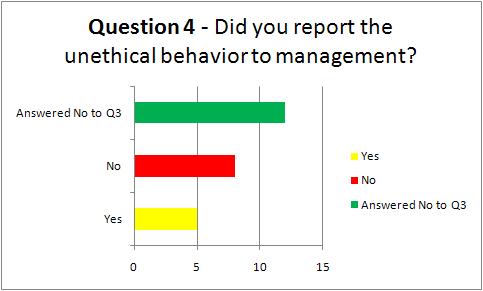 Question 4 - Did you report the
unethical behavior to management?
Answered No to Q3
No
Yes
0 5 10 15
Yes
No
Answered No to Q3